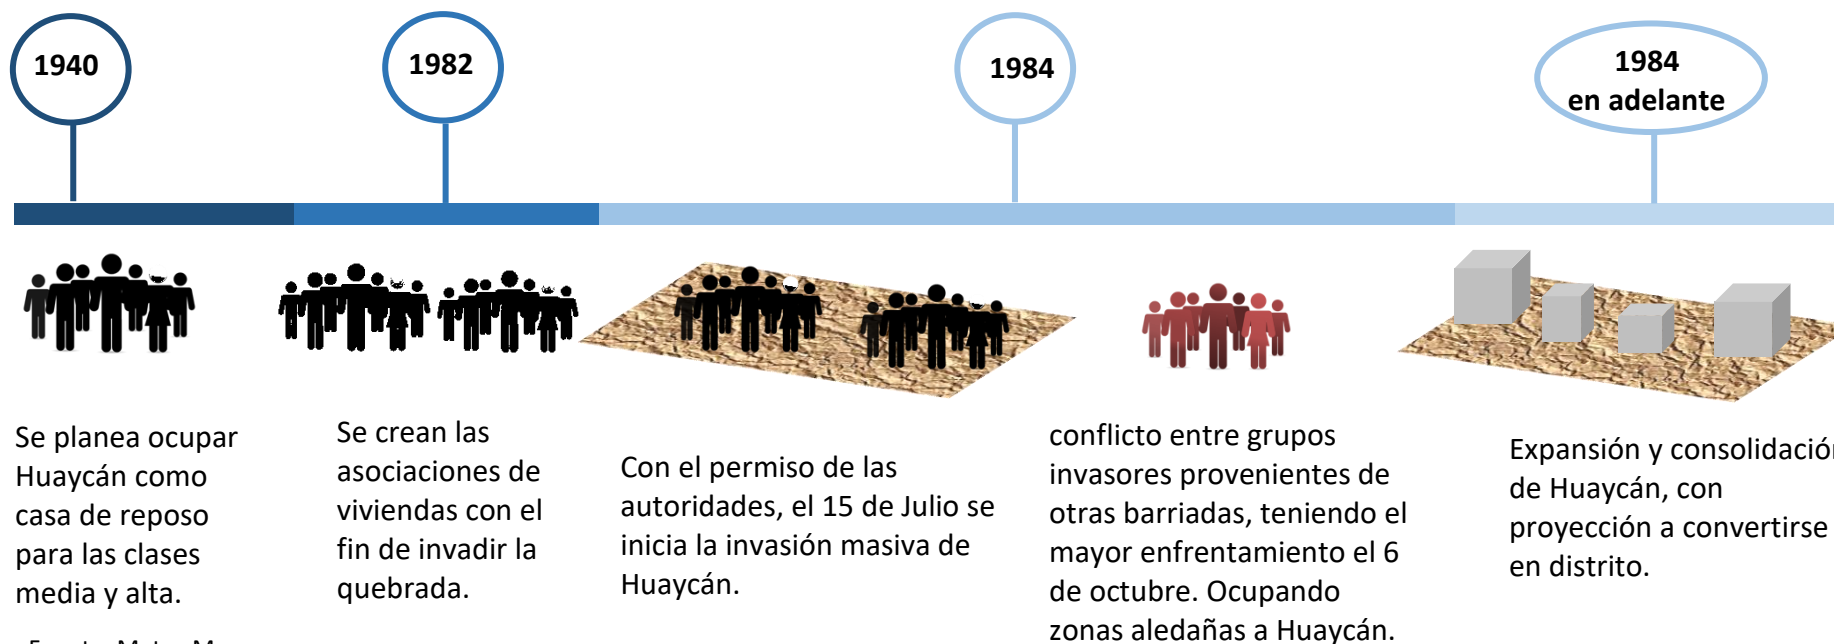 1940
1982
1984
1984
en adelante
Se planea ocupar
Huaycán como
casa de reposo
para las clases
media y alta.
Se crean las
asociaciones de
viviendas con el
fin de invadir la
quebrada.
Con el permiso de las
autoridades, el 15 de Julio se
inicia la invasión masiva de
Huaycán.
conflicto entre grupos
invasores provenientes de
otras barriadas, teniendo el
mayor enfrentamiento el 6
de octubre. Ocupando
zonas aledañas a Huaycán.
Expansión y consolidación
de Huaycán, con
proyección a convertirse
en distrito.